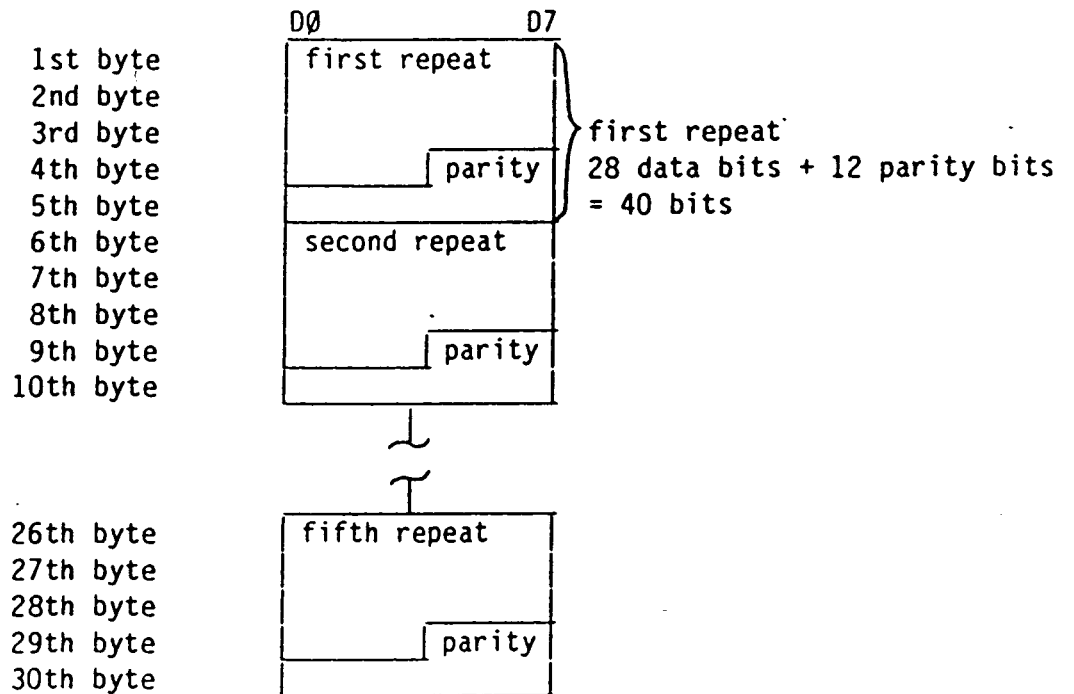 DØ D7
1st byte first repeat
2nd byte
3rd byte first repeat
4th byte parity 28 data bits + 12 parity bits
5th byte = 40 bits
6th byte second repeat
7th byte
8th byte
9th byte parity
10th byte
26th byte fifth repeat
27th byte
28th byte
29th byte parity
30th byte